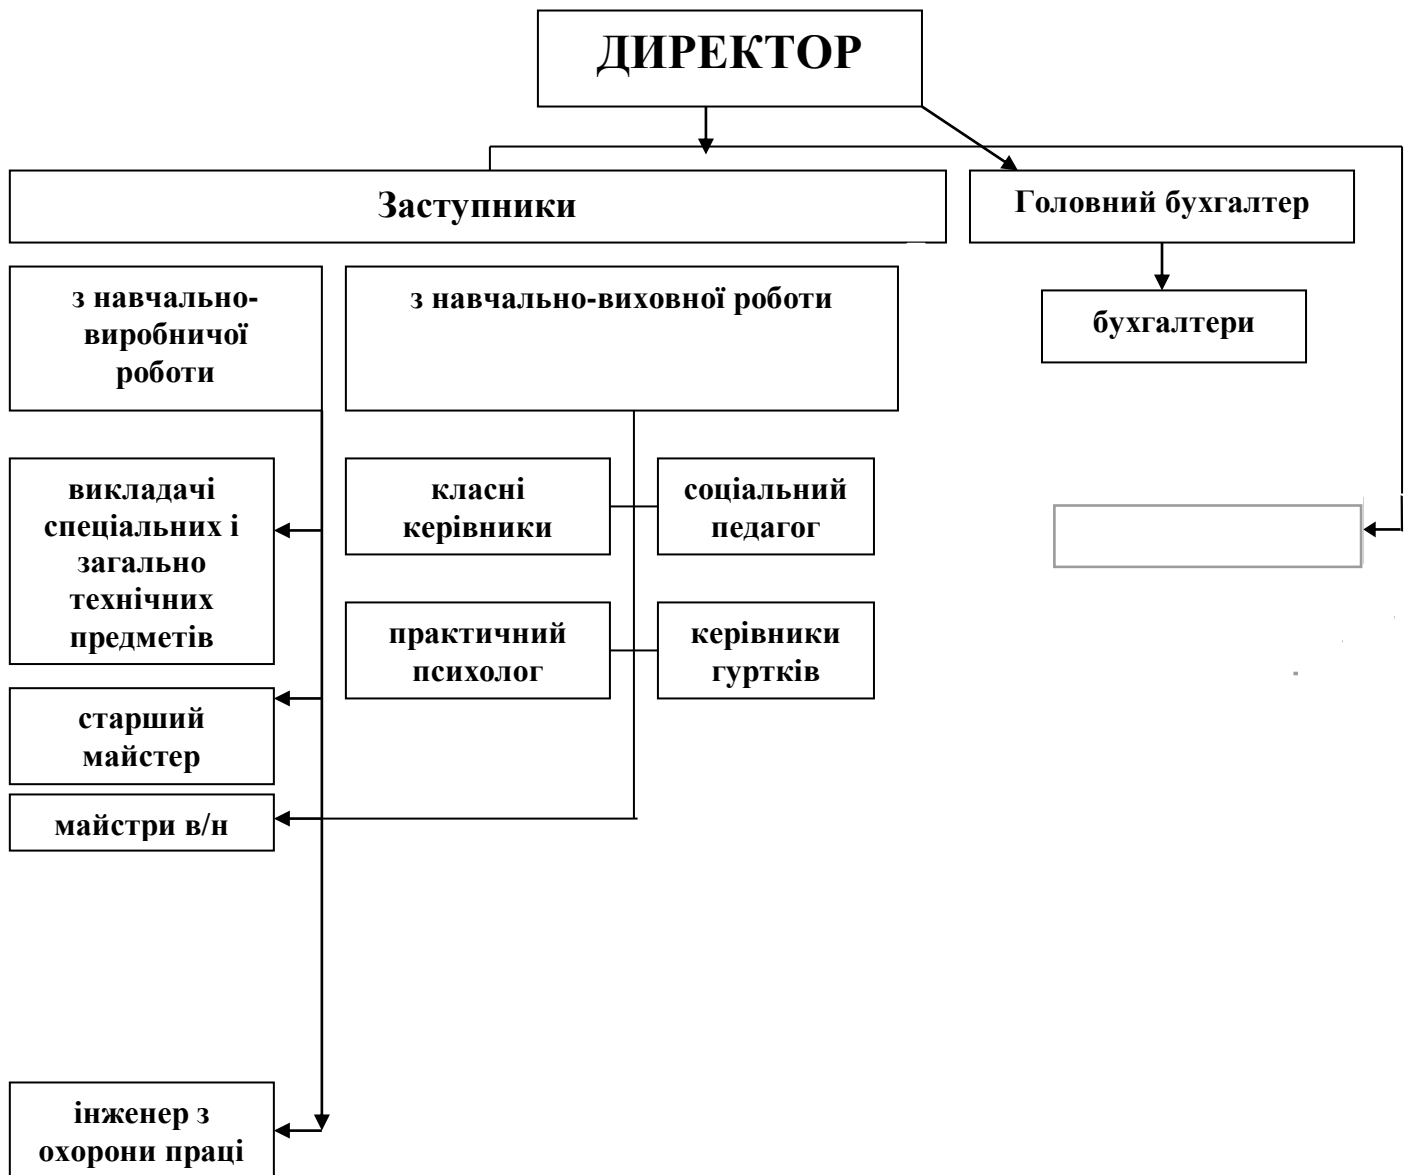 ДИРЕКТОР
Заступники
Головний бухгалтер
з навчально-
виробничої
роботи
з навчально-виховної роботи
бухгалтери
викладачі
спеціальних і
загально
технічних
предметів
класні
керівники
соціальний
педагог
практичний
психолог
керівники
гуртків
старший
майстер
майстри в/н
інженер з
охорони праці